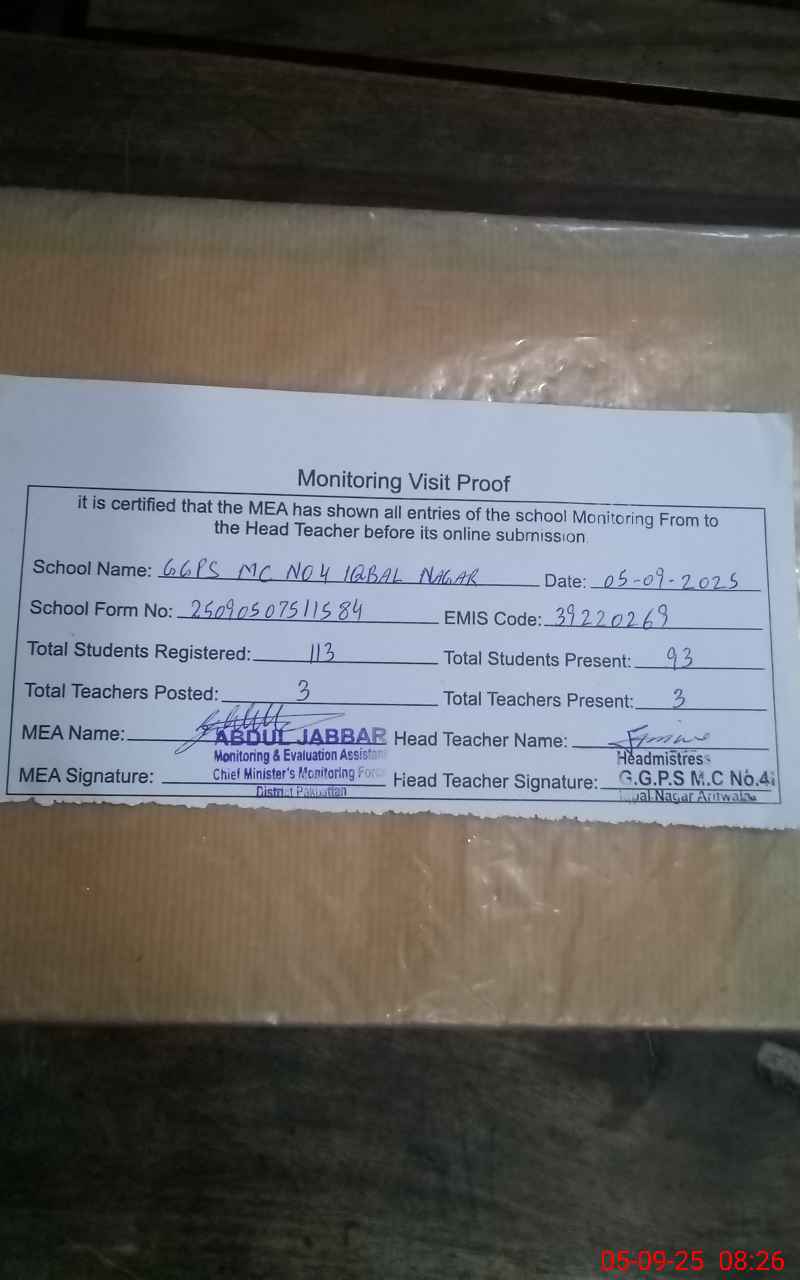 Monitoring Visit Proof
it is certified that the MEA has shown all entries of the school Monitoring From to
the Head Teacher before its online submission.
School Name: GGPS MC NO4 IQBAL NAGAR Date: 05-09-2025
School Form No: 25090507511584 EMIS Code: 39220269
Total Students Registered: 113 Total Students Present: 93
Total Teachers Posted: 3 Total Teachers Present: 3
MEA Name: ABDUL JABBAR Head Teacher Name:
Monitoring & Evaluation Assistant Headmistress
MEA Signature: Chief Minister's Monitoring Force Head Teacher Signature: G.G.P.S M.C No.4
District Pakpattan Iqbal Nagar Arifwala
05-09-25 08:26